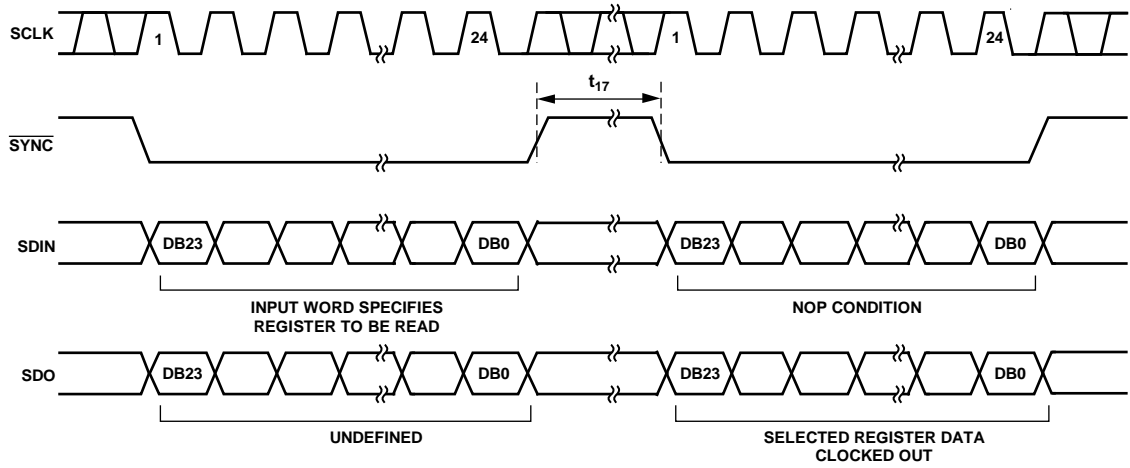 SCLK
1
24
1
24
t17
SYNC
SDIN
DB23
DB0
DB23
DB0
INPUT WORD SPECIFIES
REGISTER TO BE READ
NOP CONDITION
SDO
DB23
DB0
DB23
DB0
UNDEFINED
SELECTED REGISTER DATA
CLOCKED OUT